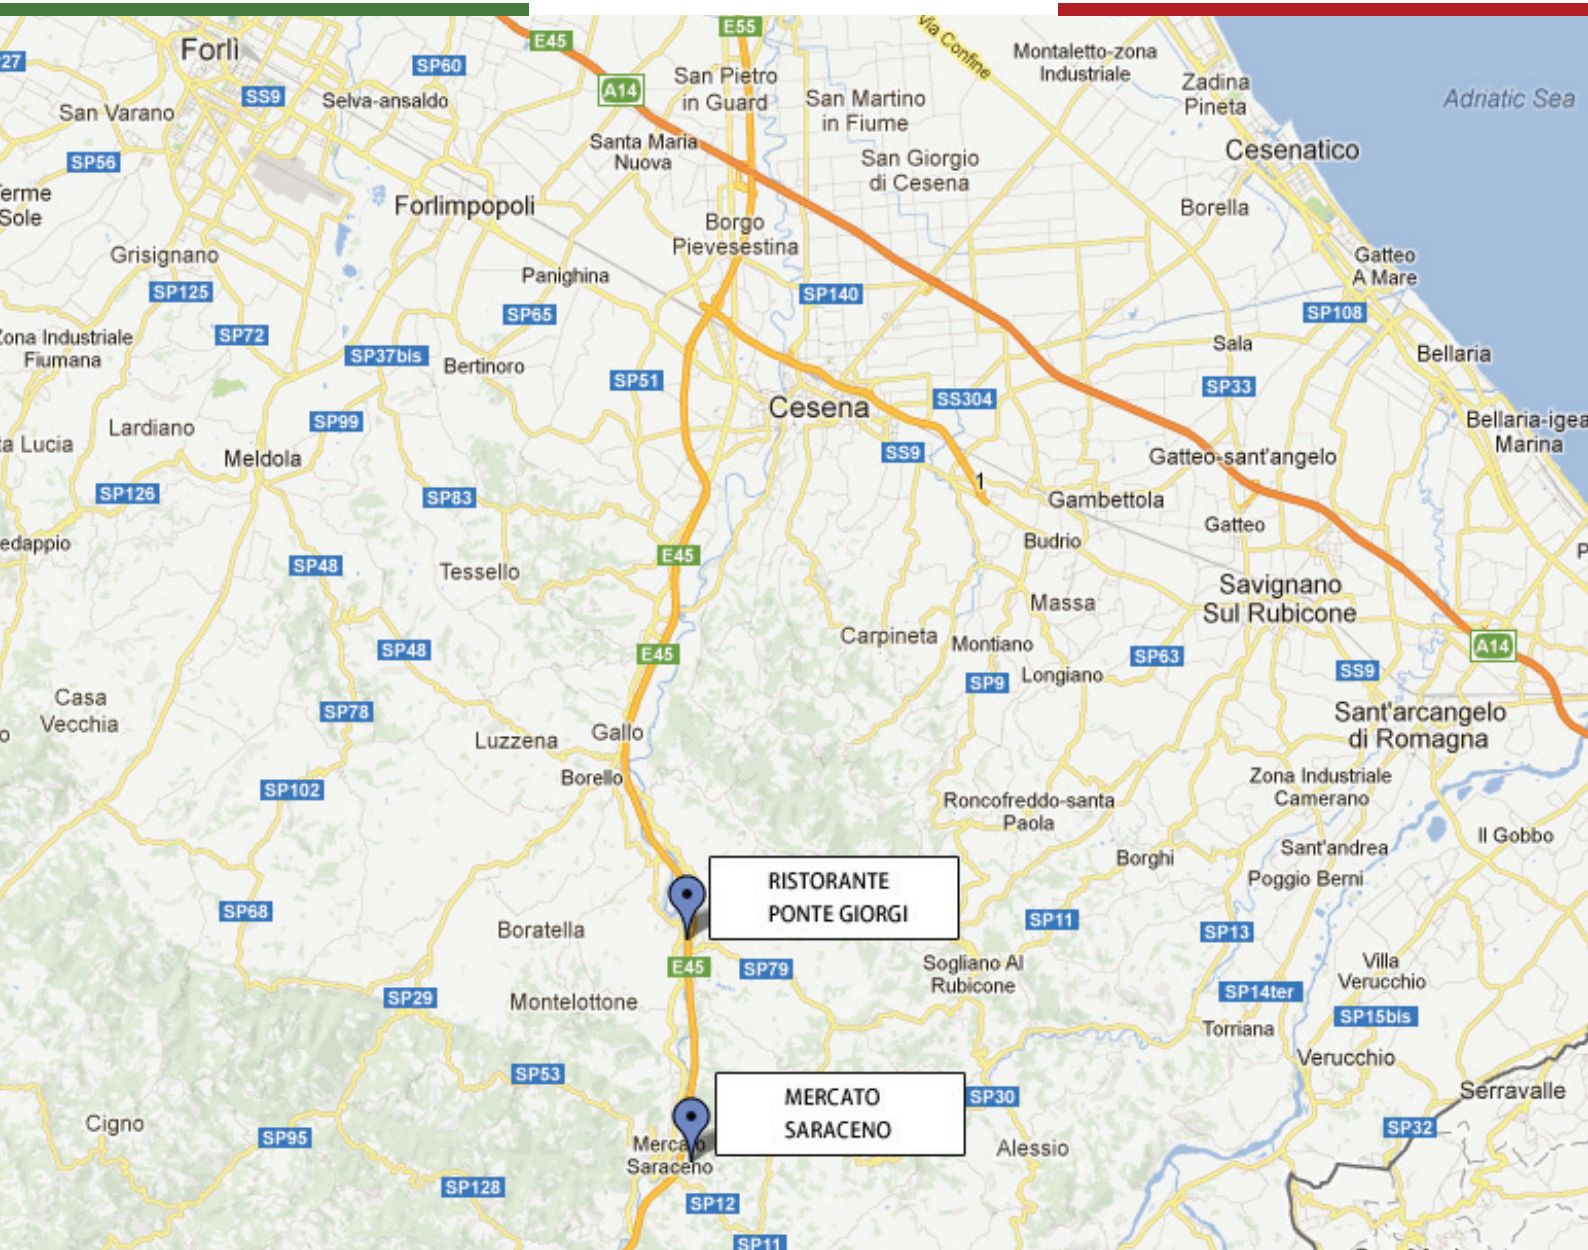 E45
E55
Via Confine
Forlì
27
SP60
San Pietro
in Guard
Montaletto-zona
Industriale
Zadina
Pineta
Adriatic Sea
A14
SS9
Selva-ansaldo
San Varano
San Martino
in Fiume
Santa Maria
Nuova
SP56
San Giorgio
di Cesena
Cesenatico
erme
Sole
Forlimpopoli
Borella
Borgo
Pievesestina
Grisignano
Gatteo
A Mare
Panighina
SP125
SP140
SP65
SP108
SP72
Zona Industriale
Fiumana
SP37bis
Bertinoro
Sala
Bellaria
SP51
SP33
SS304
Cesena
SP99
Lardiano
Bellaria-igea
Marina
ta Lucia
Meldola
SS9
Gatteo-sant'angelo
1
SP126
SP83
Gambettola
Gatteo
edappio
Budrio
P
E45
SP48
Tessello
Savignano
Sul Rubicone
Massa
Carpineta
Montiano
A14
SP48
E45
SP63
SS9
SP9
Longiano
Casa
Vecchia
SP78
Sant'arcangelo
di Romagna
o
Luzzena
Gallo
Borello
Zona Industriale
Camerano
SP102
Roncofreddo-santa
Paola
Il Gobbo
Borghi
Sant'andrea
Poggio Berni
RISTORANTE
PONTE GIORGI
SP68
SP11
Boratella
SP13
E45
SP79
Sogliano Al
Rubicone
Villa
Verucchio
SP29
Montelottone
SP14ter
SP15bis
Torriana
Verucchio
SP53
MERCATO
SARACENO
SP30
Serravalle
Cigno
SP95
SP32
Mercato
Saraceno
Alessio
SP128
SP12
SP11